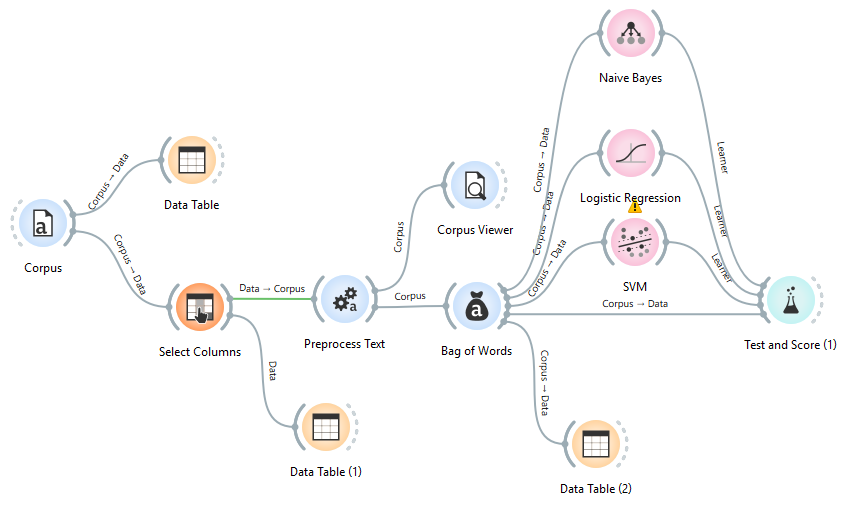 Naive Bayes
Corpus → Data
Learner
Corpus → Data
Data Table
Logistic Regression
Corpus → Data
Learner
Corpus
Corpus Viewer
Corpus
Corpus → Data
SVM
Learner
Corpus → Data
Data → Corpus
Select Columns
Preprocess Text
Corpus
Bag of Words
Corpus → Data
Test and Score (1)
Data
Data Table (1)
Corpus → Data
Data Table (2)
a
a
a